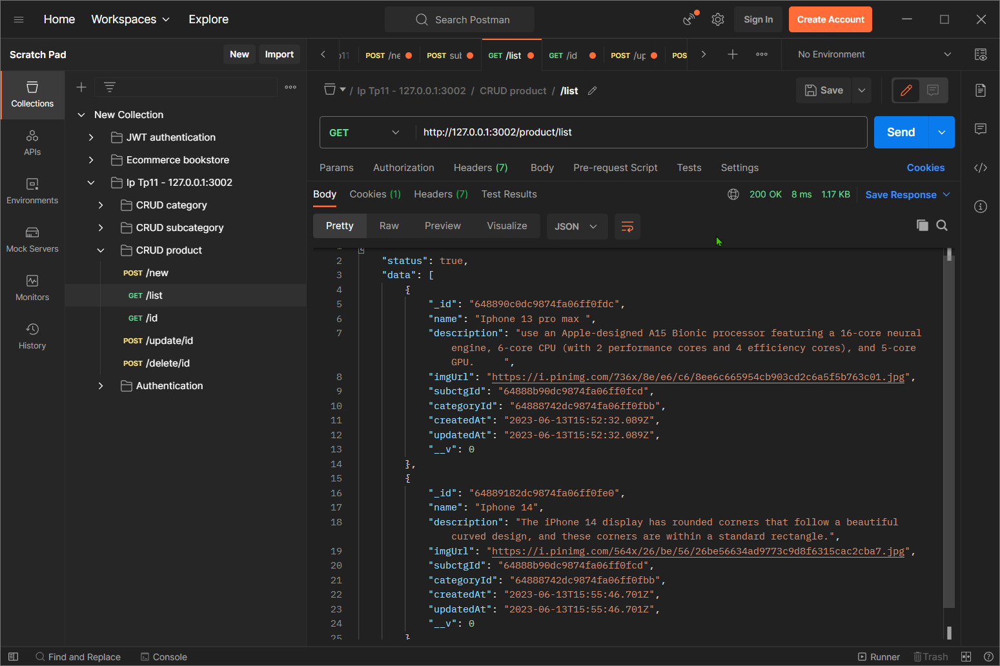 Home Workspaces Explore Search Postman Sign In Create Account
Scratch Pad New Import
POST /ne POST sul GET /list GET /id POST /up POS No Environment
Collections
APIs
Environments
Mock Servers
Monitors
History
New Collection
JWT authentication
Ecommerce bookstore
Ip Tp11 - 127.0.0.1:3002
CRUD category
CRUD subcategory
CRUD product
POST /new
GET /list
GET /id
POST /update/id
POST /delete/id
Authentication
/ Ip Tp11 - 127.0.0.1:3002 / CRUD product / /list Save
GET http://127.0.0.1:3002/product/list Send
Params Authorization Headers (7) Body Pre-request Script Tests Settings Cookies
Body Cookies (1) Headers (7) Test Results 200 OK 8 ms 1.17 KB Save Response
Pretty Raw Preview Visualize JSON
2 "status": true,
3 "data": [
4 {
5 "_id": "648890c0dc9874fa06ff0fdc",
6 "name": "Iphone 13 pro max ",
7 "description": "use an Apple-designed A15 Bionic processor featuring a 16-core neural
engine, 6-core CPU (with 2 performance cores and 4 efficiency cores), and 5-core
GPU. ",
8 "imgUrl": "https://i.pinimg.com/736x/8e/e6/c6/8ee6c665954cb903cd2c6a5f5b763c01.jpg",
9 "subctgId": "64888b90dc9874fa06ff0fcd",
10 "categoryId": "64888742dc9874fa06ff0fbb",
11 "createdAt": "2023-06-13T15:52:32.089Z",
12 "updatedAt": "2023-06-13T15:52:32.089Z",
13 "__v": 0
14 },
15 {
16 "_id": "64889182dc9874fa06ff0fe0",
17 "name": "Iphone 14",
18 "description": "The iPhone 14 display has rounded corners that follow a beautiful
curved design, and these corners are within a standard rectangle.",
19 "imgUrl": "https://i.pinimg.com/564x/26/be/56/26be56634ad9773c9d8f6315cac2cba7.jpg",
20 "subctgId": "64888b90dc9874fa06ff0fcd",
21 "categoryId": "64888742dc9874fa06ff0fbb",
22 "createdAt": "2023-06-13T15:55:46.701Z",
23 "updatedAt": "2023-06-13T15:55:46.701Z",
24 "__v": 0
25 }
Find and Replace Console Runner Trash